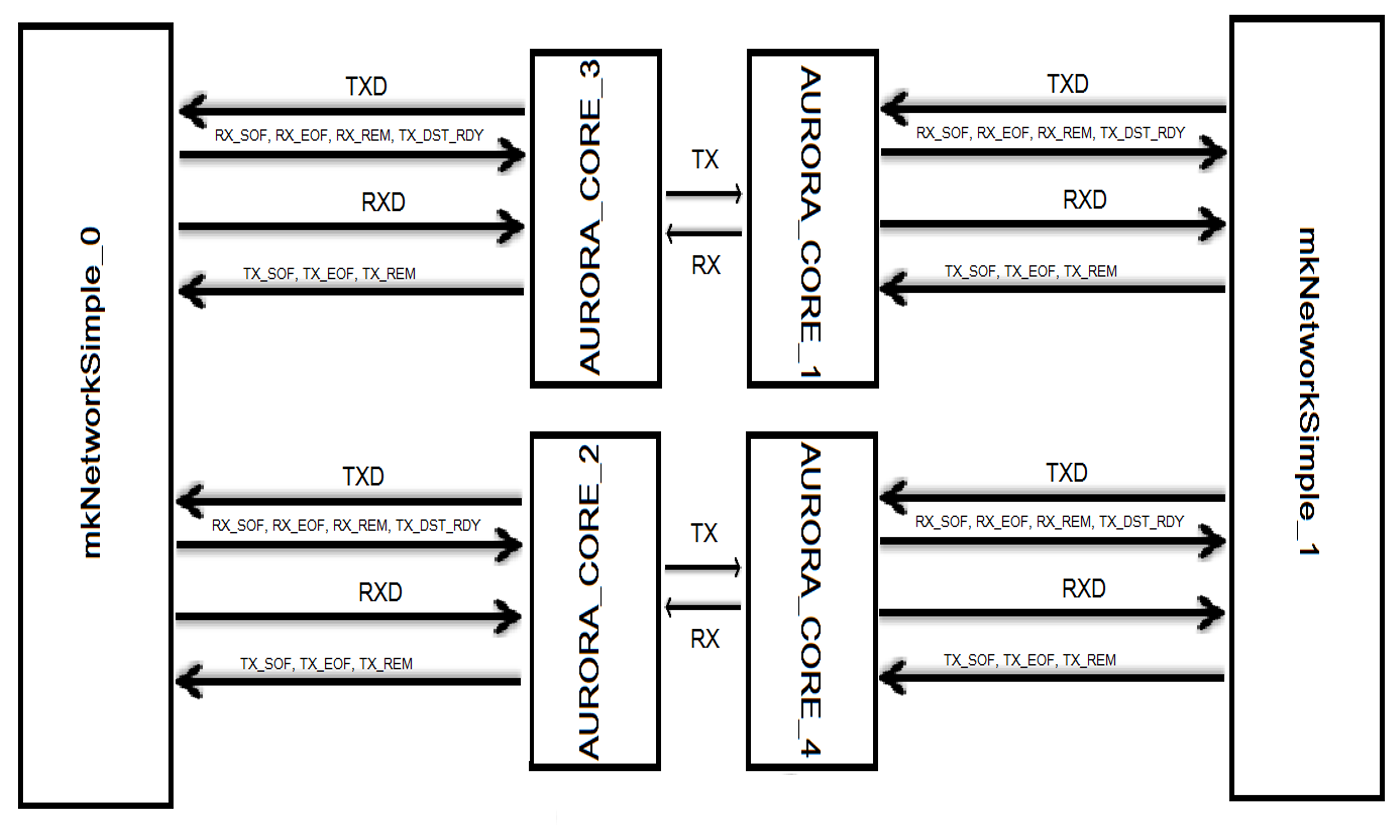 mkNetworkSimple_0
TXD
RX_SOF, RX_EOF, RX_REM, TX_DST_RDY
RXD
TX_SOF, TX_EOF, TX_REM
AURORA_CORE_3
TX
RX
AURORA_CORE_1
TXD
RX_SOF, RX_EOF, RX_REM, TX_DST_RDY
RXD
TX_SOF, TX_EOF, TX_REM
mkNetworkSimple_1
TXD
RX_SOF, RX_EOF, RX_REM, TX_DST_RDY
RXD
TX_SOF, TX_EOF, TX_REM
AURORA_CORE_2
TX
RX
AURORA_CORE_4
TXD
RX_SOF, RX_EOF, RX_REM, TX_DST_RDY
RXD
TX_SOF, TX_EOF, TX_REM